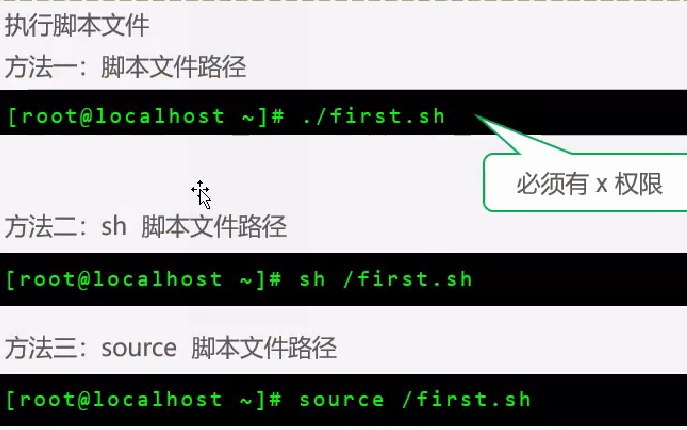 执行脚本文件
方法一：脚本文件路径
[root@localhost ~]# ./first.sh
必须有 x 权限
方法二：sh 脚本文件路径
[root@localhost ~]# sh /first.sh
方法三：source 脚本文件路径
[root@localhost ~]# source /first.sh